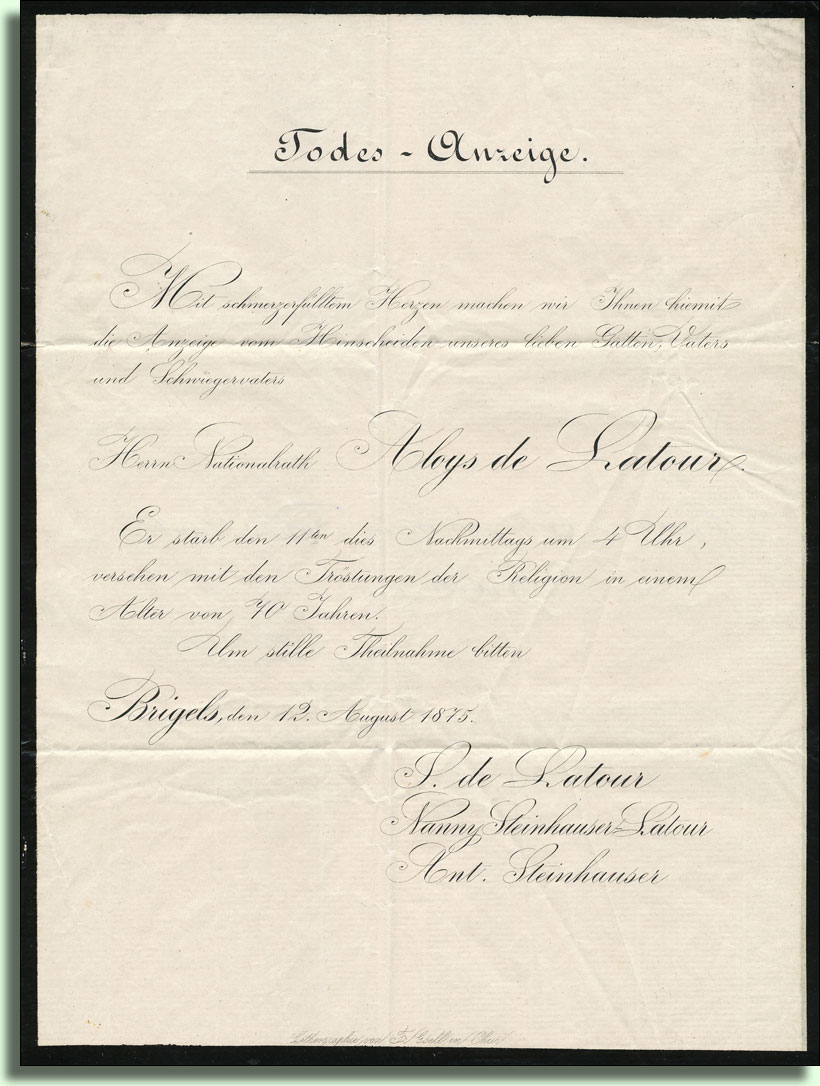 Todes - Anzeige.
Mit schmerzerfülltem Herzen machen wir Ihnen hiemit
die Anzeige vom Hinscheiden unseres lieben Gatten, Vaters
und Schwiegervaters
Herrn Nationalrath Aloys de Latour.
Er starb den 11ten dies Nachmittags um 4 Uhr,
versehen mit den Tröstungen der Religion in einem
Alter von 70 Jahren.
Um stille Theilnahme bitten
Brigels, den 12. August 1875.
S. de Latour
Nanny Steinhauser-Latour
Ant. Steinhauser
Lithographie von